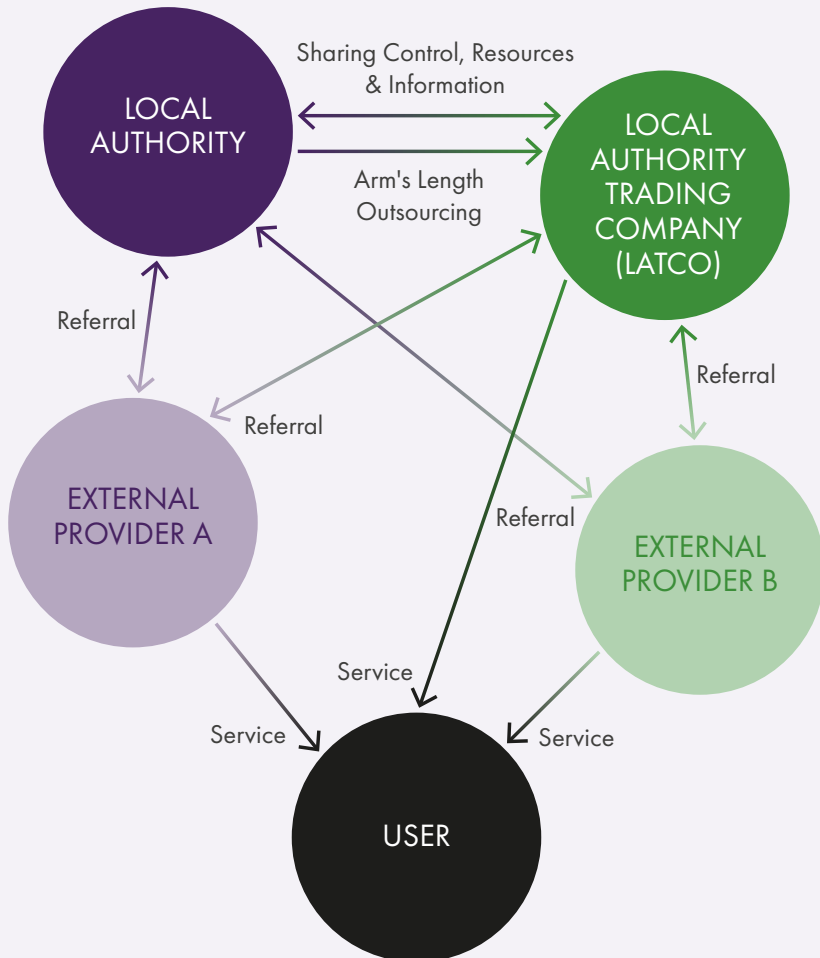 Sharing Control, Resources
& Information
LOCAL
AUTHORITY
LOCAL
AUTHORITY
TRADING
COMPANY
(LATCO)
Arm's Length
Outsourcing
Referral
Referral
Referral
EXTERNAL
PROVIDER A
Referral
EXTERNAL
PROVIDER B
Service
Service
Service
USER